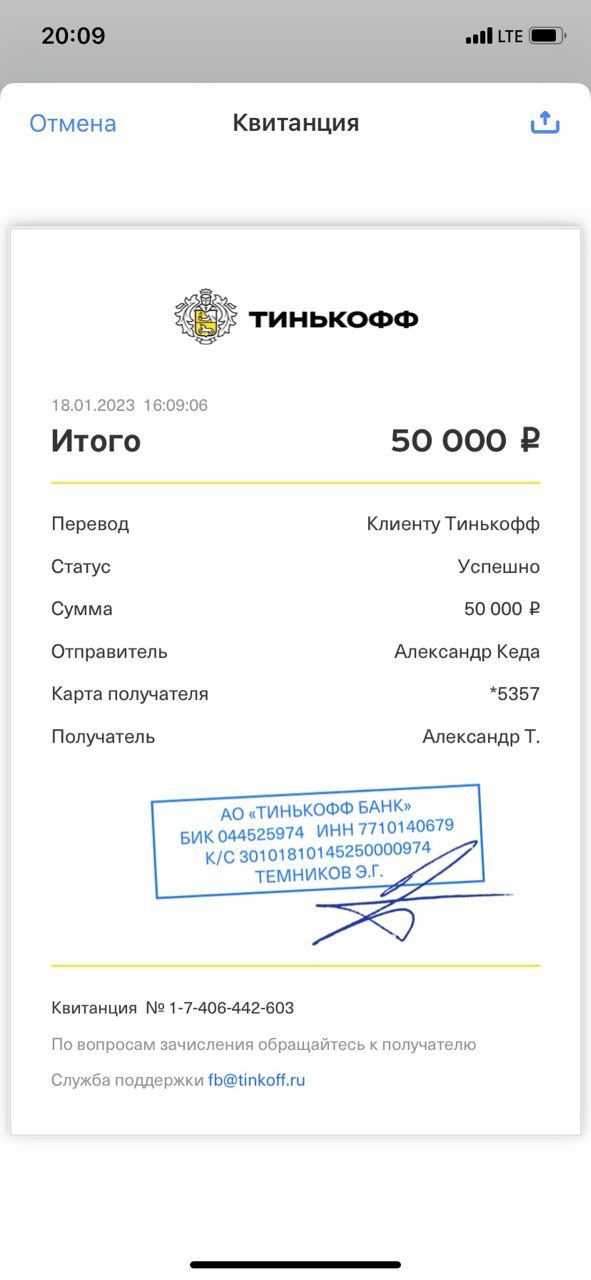 20:09 LTE
Отмена Квитанция
ТИНЬКОФФ
18.01.2023 16:09:06
Итого 50 000 ₽
Перевод Клиенту Тинькофф
Статус Успешно
Сумма 50 000 ₽
Отправитель Александр Кеда
Карта получателя *5357
Получатель Александр Т.
АО «ТИНЬКОФФ БАНК»
БИК 044525974 ИНН 7710140679
К/С 30101810145250000974
ТЕМНИКОВ Э.Г.
Квитанция № 1-7-406-442-603
По вопросам зачисления обращайтесь к получателю
Служба поддержки fb@tinkoff.ru